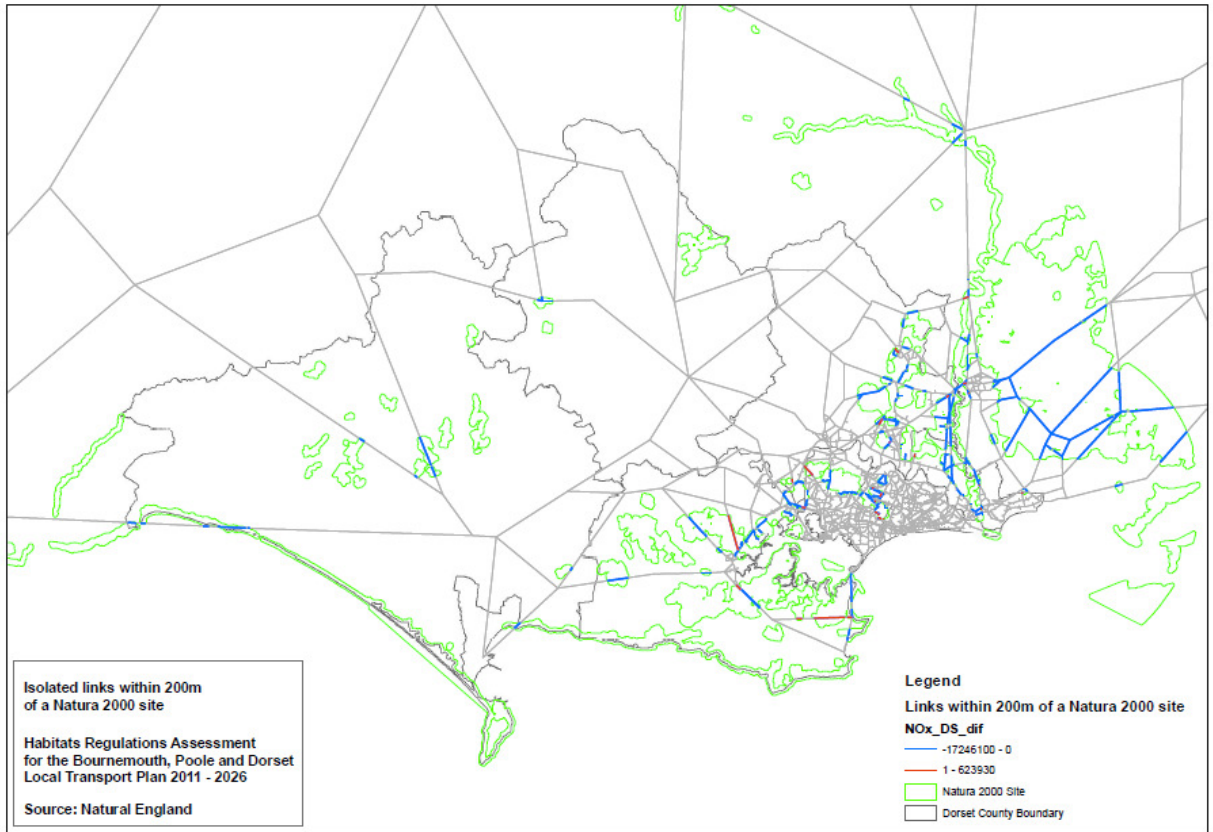 Isolated links within 200m
of a Natura 2000 site
Habitats Regulations Assessment
for the Bournemouth, Poole and Dorset
Local Transport Plan 2011 - 2026
Source: Natural England
Legend
Links within 200m of a Natura 2000 site
NOx_DS_dif
-17246100 - 0
1 - 623930
Natura 2000 Site
Dorset County Boundary